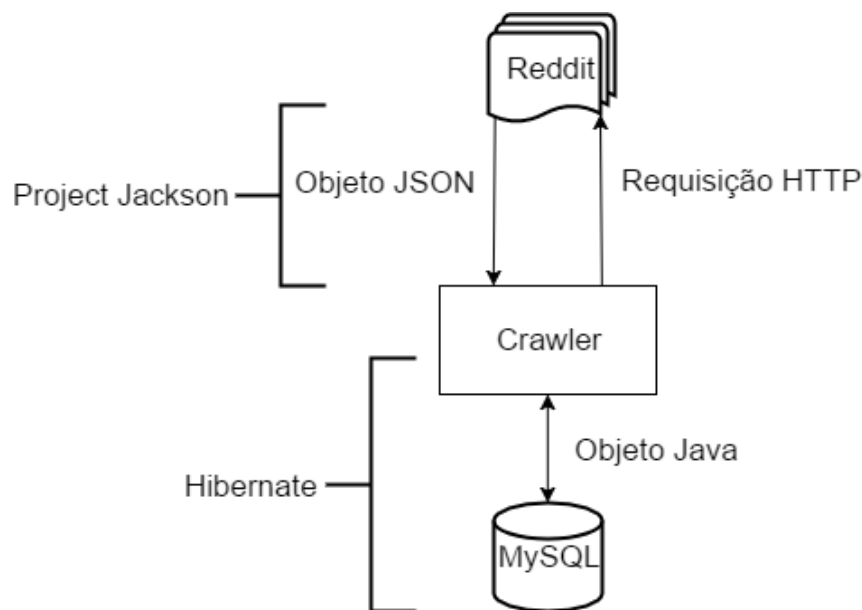 Reddit
Project Jackson
Objeto JSON
Requisição HTTP
Crawler
Objeto Java
Hibernate
MySQL